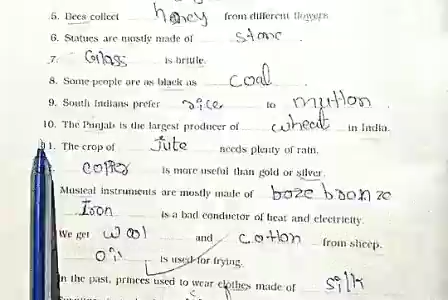 5. Bees collect honey from different flowers
6. Statues are mostly made of stone
7. Glass is brittle.
8. Some people are as black as coal
9. South Indians prefer rice to mutton.
10. The Punjab is the largest producer of wheat in India.
1. The crop of Jute needs plenty of rain.
is more useful than gold or silver.
Musical instruments are mostly made of boze bronze
Iron is a bad conductor of heat and electricity.
We get wool and cotton from sheep.
Oil is used for frying.
In the past, princes used to wear clothes made of silk